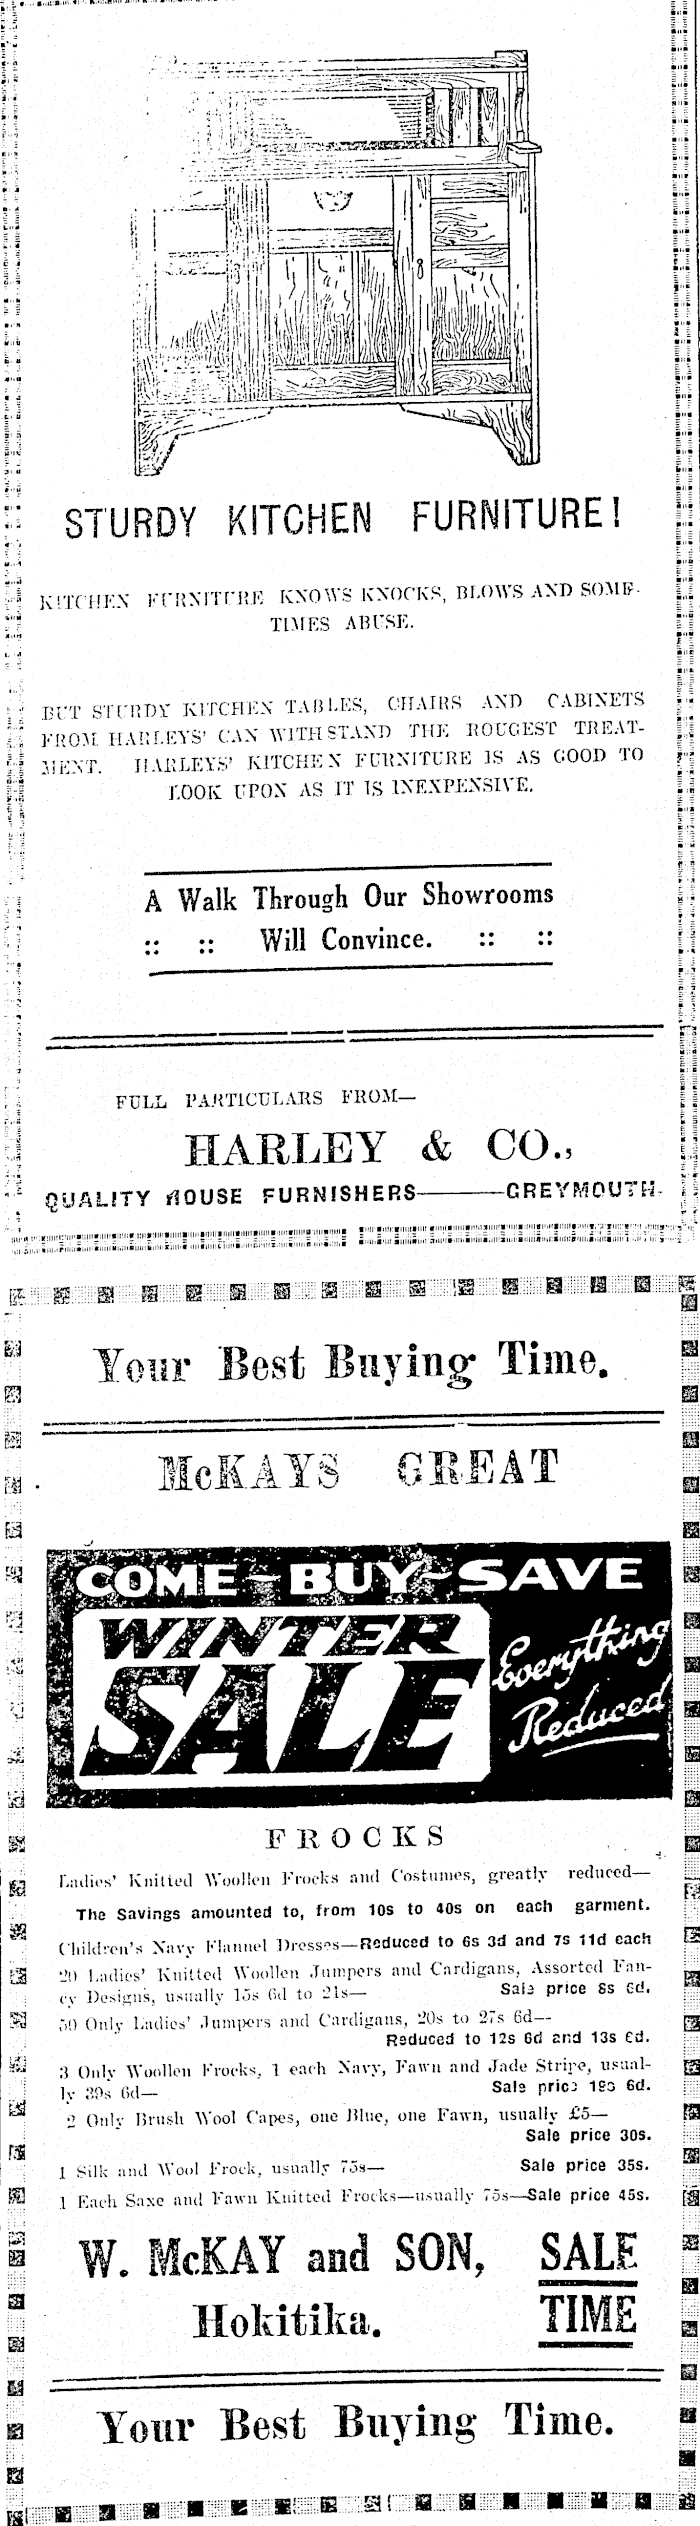 STURDY KITCHEN FURNITURE!
KITCHEN FURNITURE KNOWS KNOCKS, BLOWS AND SOME-
TIMES ABUSE.
BUT STURDY KITCHEN TABLES, CHAIRS AND CABINETS
FROM HARLEYS' CAN WITHSTAND THE ROUGEST TREAT-
MENT. HARLEYS' KITCHEN FURNITURE IS AS GOOD TO
LOOK UPON AS IT IS INEXPENSIVE.
A Walk Through Our Showrooms
:: :: Will Convince. :: ::
FULL PARTICULARS FROM—
HARLEY & CO.,
QUALITY HOUSE FURNISHERS———GREYMOUTH.
Your Best Buying Time.
McKAYS GREAT
COME~BUY~SAVE
WINTER
SALE
Everything
Reduced
FROCKS
Ladies' Knitted Woollen Frocks and Costumes, greatly reduced—
The Savings amounted to, from 10s to 40s on each garment.
Children's Navy Flannel Dresses—Reduced to 6s 3d and 7s 11d each
20 Ladies' Knitted Woollen Jumpers and Cardigans, Assorted Fan-
cy Designs, usually 15s 6d to 21s— Sale price 8s 6d.
50 Only Ladies' Jumpers and Cardigans, 20s to 27s 6d—
Reduced to 12s 6d and 13s 6d.
3 Only Woollen Frocks, 1 each Navy, Fawn and Jade Stripe, usual-
ly 39s 6d— Sale price 19s 6d.
2 Only Brush Wool Capes, one Blue, one Fawn, usually £5—
Sale price 30s.
1 Silk and Wool Frock, usually 75s— Sale price 35s.
1 Each Saxe and Fawn Knitted Frocks—usually 75s—Sale price 45s.
W. McKAY and SON, SALE
Hokitika. TIME
Your Best Buying Time.